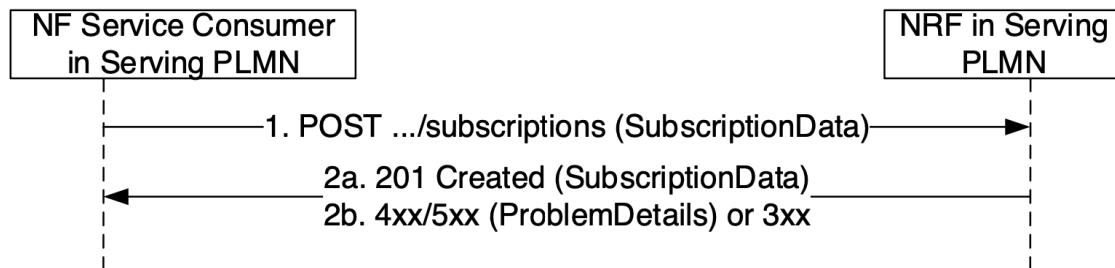 NF Service Consumer
in Serving PLMN
NRF in Serving
PLMN
1. POST .../subscriptions (SubscriptionData)
2a. 201 Created (SubscriptionData)
2b. 4xx/5xx (ProblemDetails) or 3xx